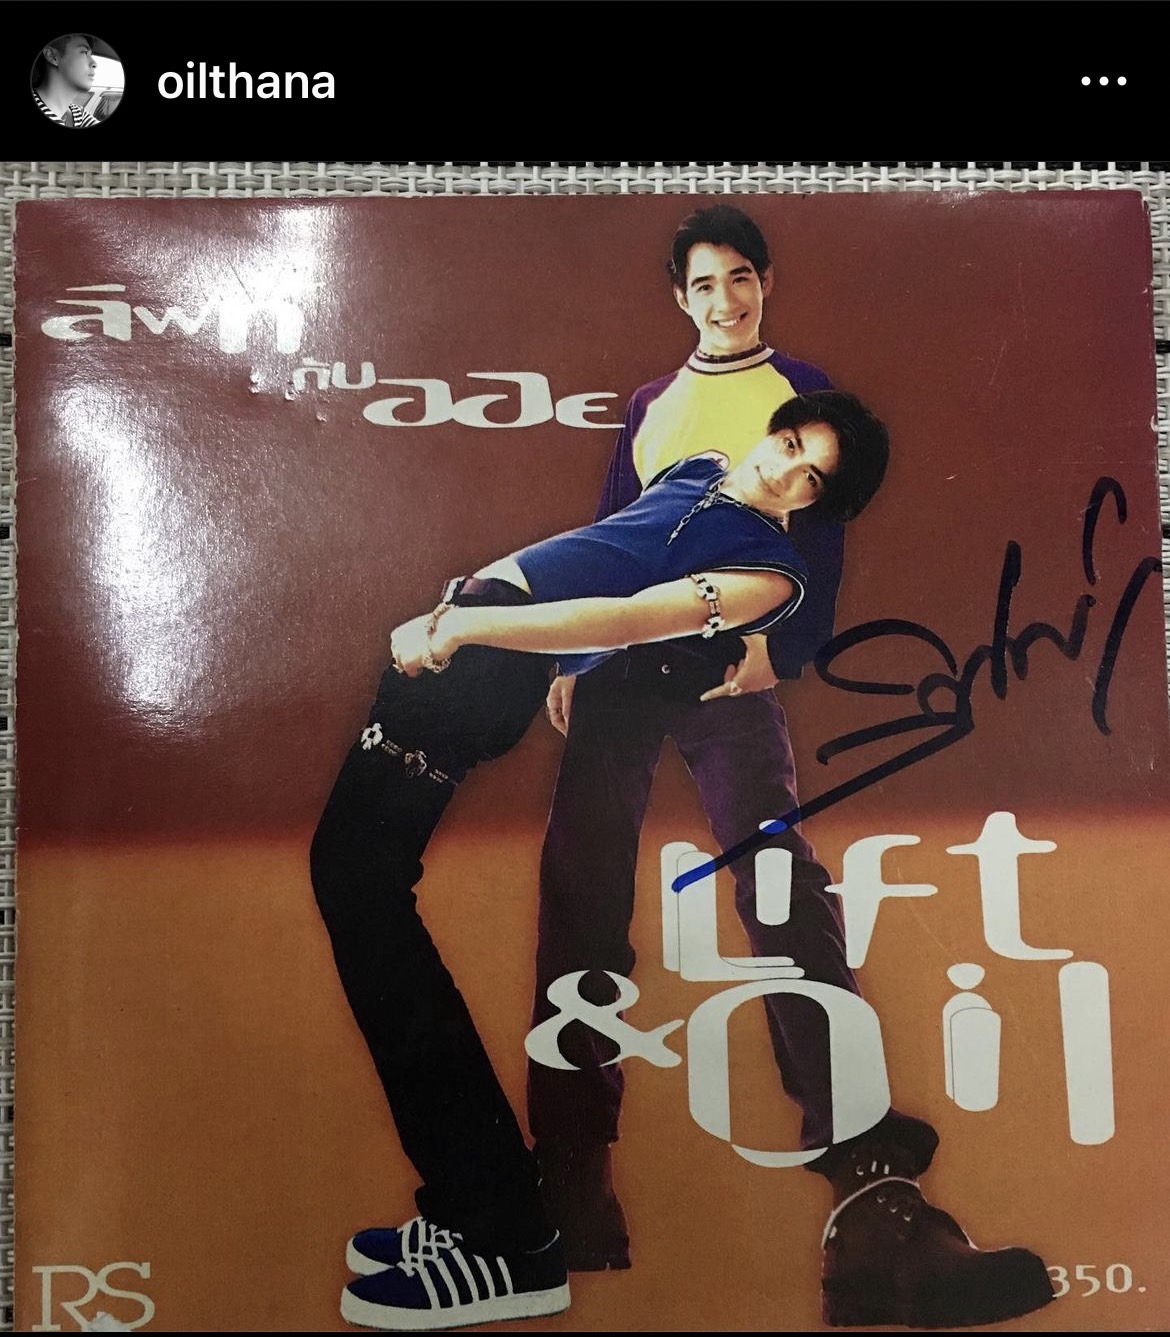 oilthana
ลิฟท์
กับ
ออย
Lift
& Oil
RS
350.